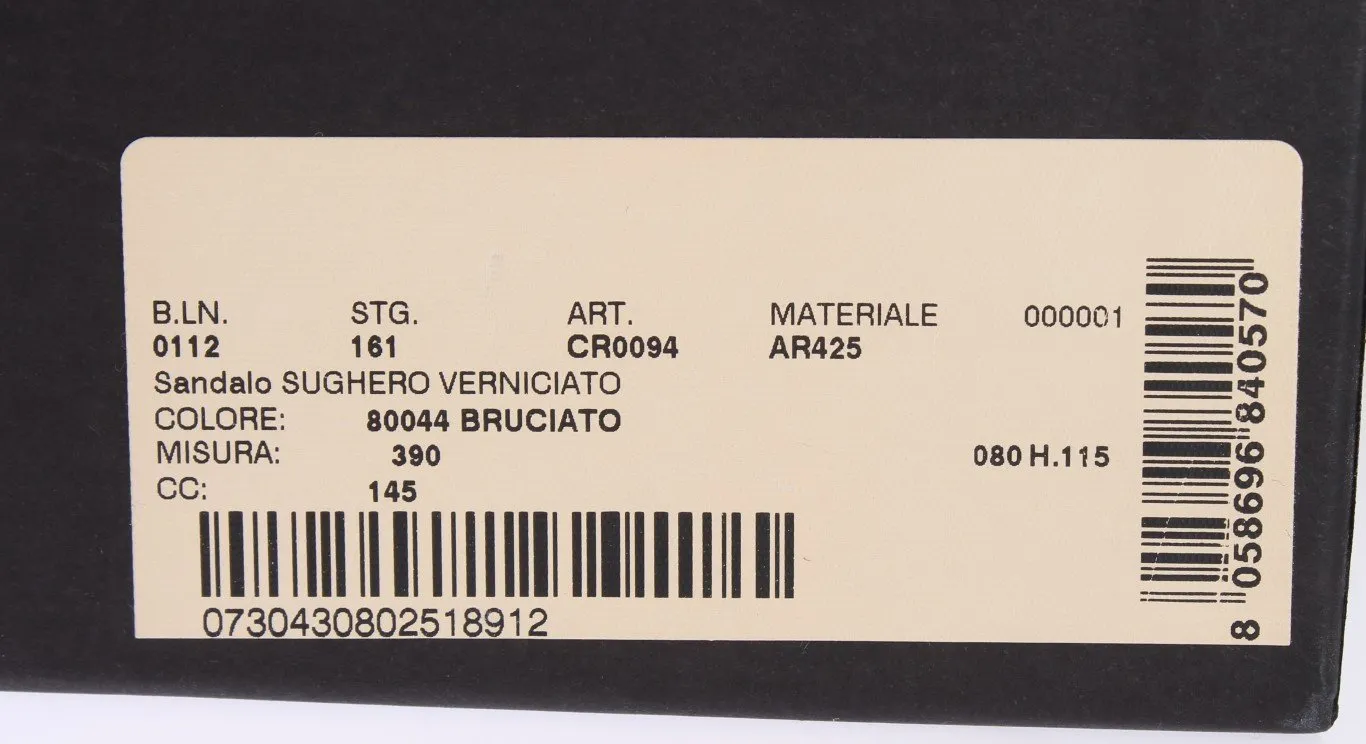 B.LN. STG. ART. MATERIALE 000001
0112 161 CR0094 AR425
Sandalo SUGHERO VERNICIATO
COLORE: 80044 BRUCIATO
MISURA: 390 080 H.115
CC: 145
0730430802518912
8 058696 840570